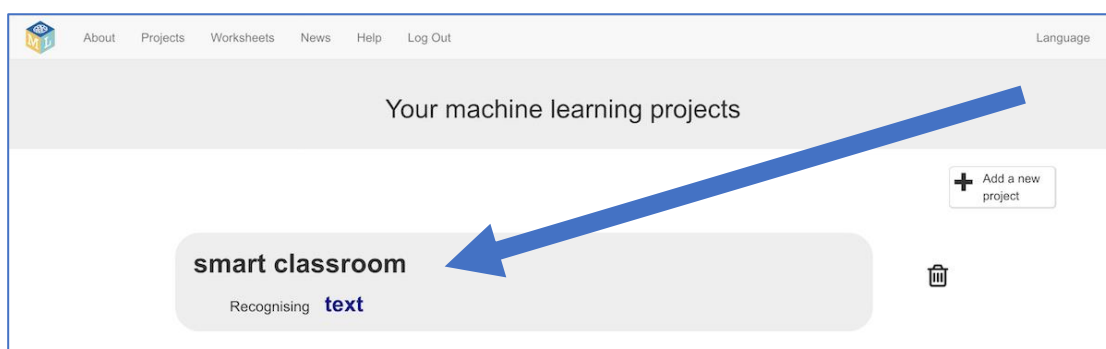 ML About Projects Worksheets News Help Log Out Language
Your machine learning projects
Add a new
project
smart classroom
Recognising text